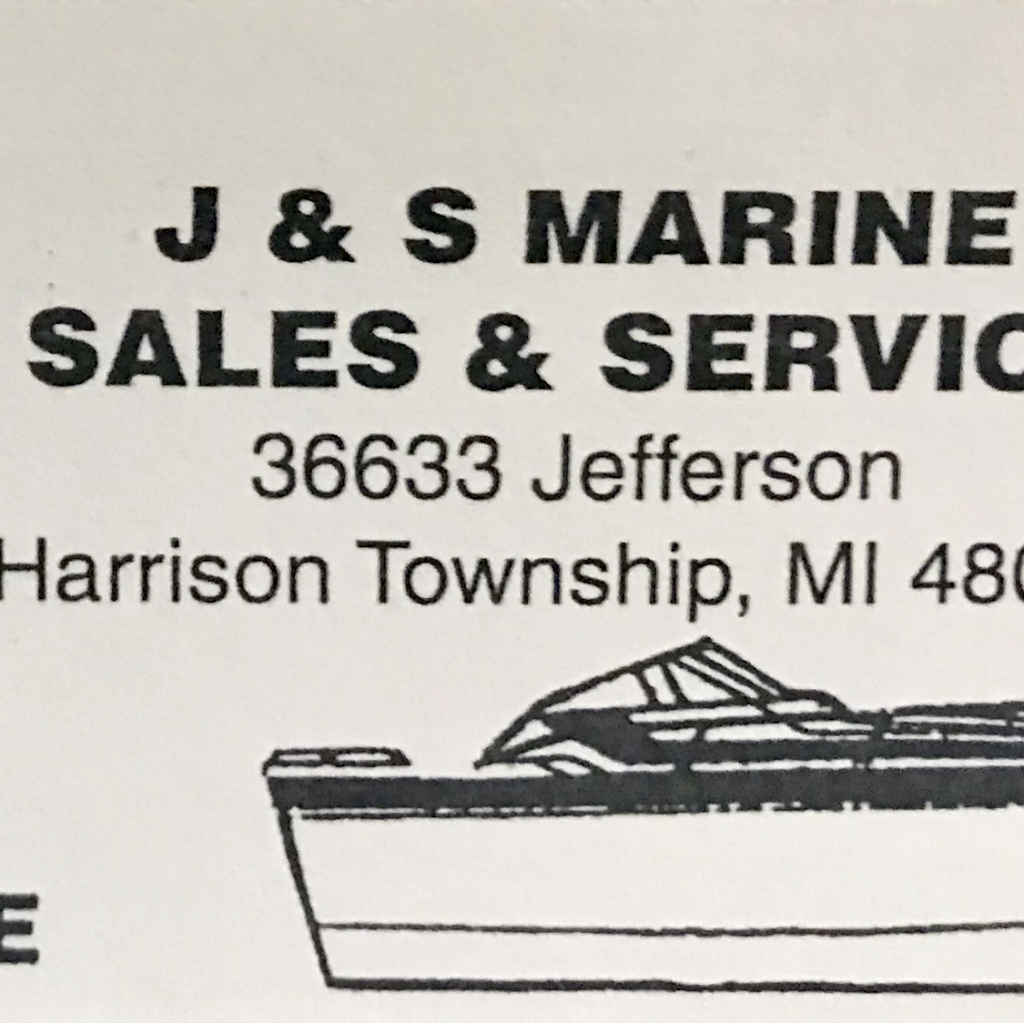 J & S MARINE
SALES & SERVIC
36633 Jefferson
Harrison Township, MI 480
E